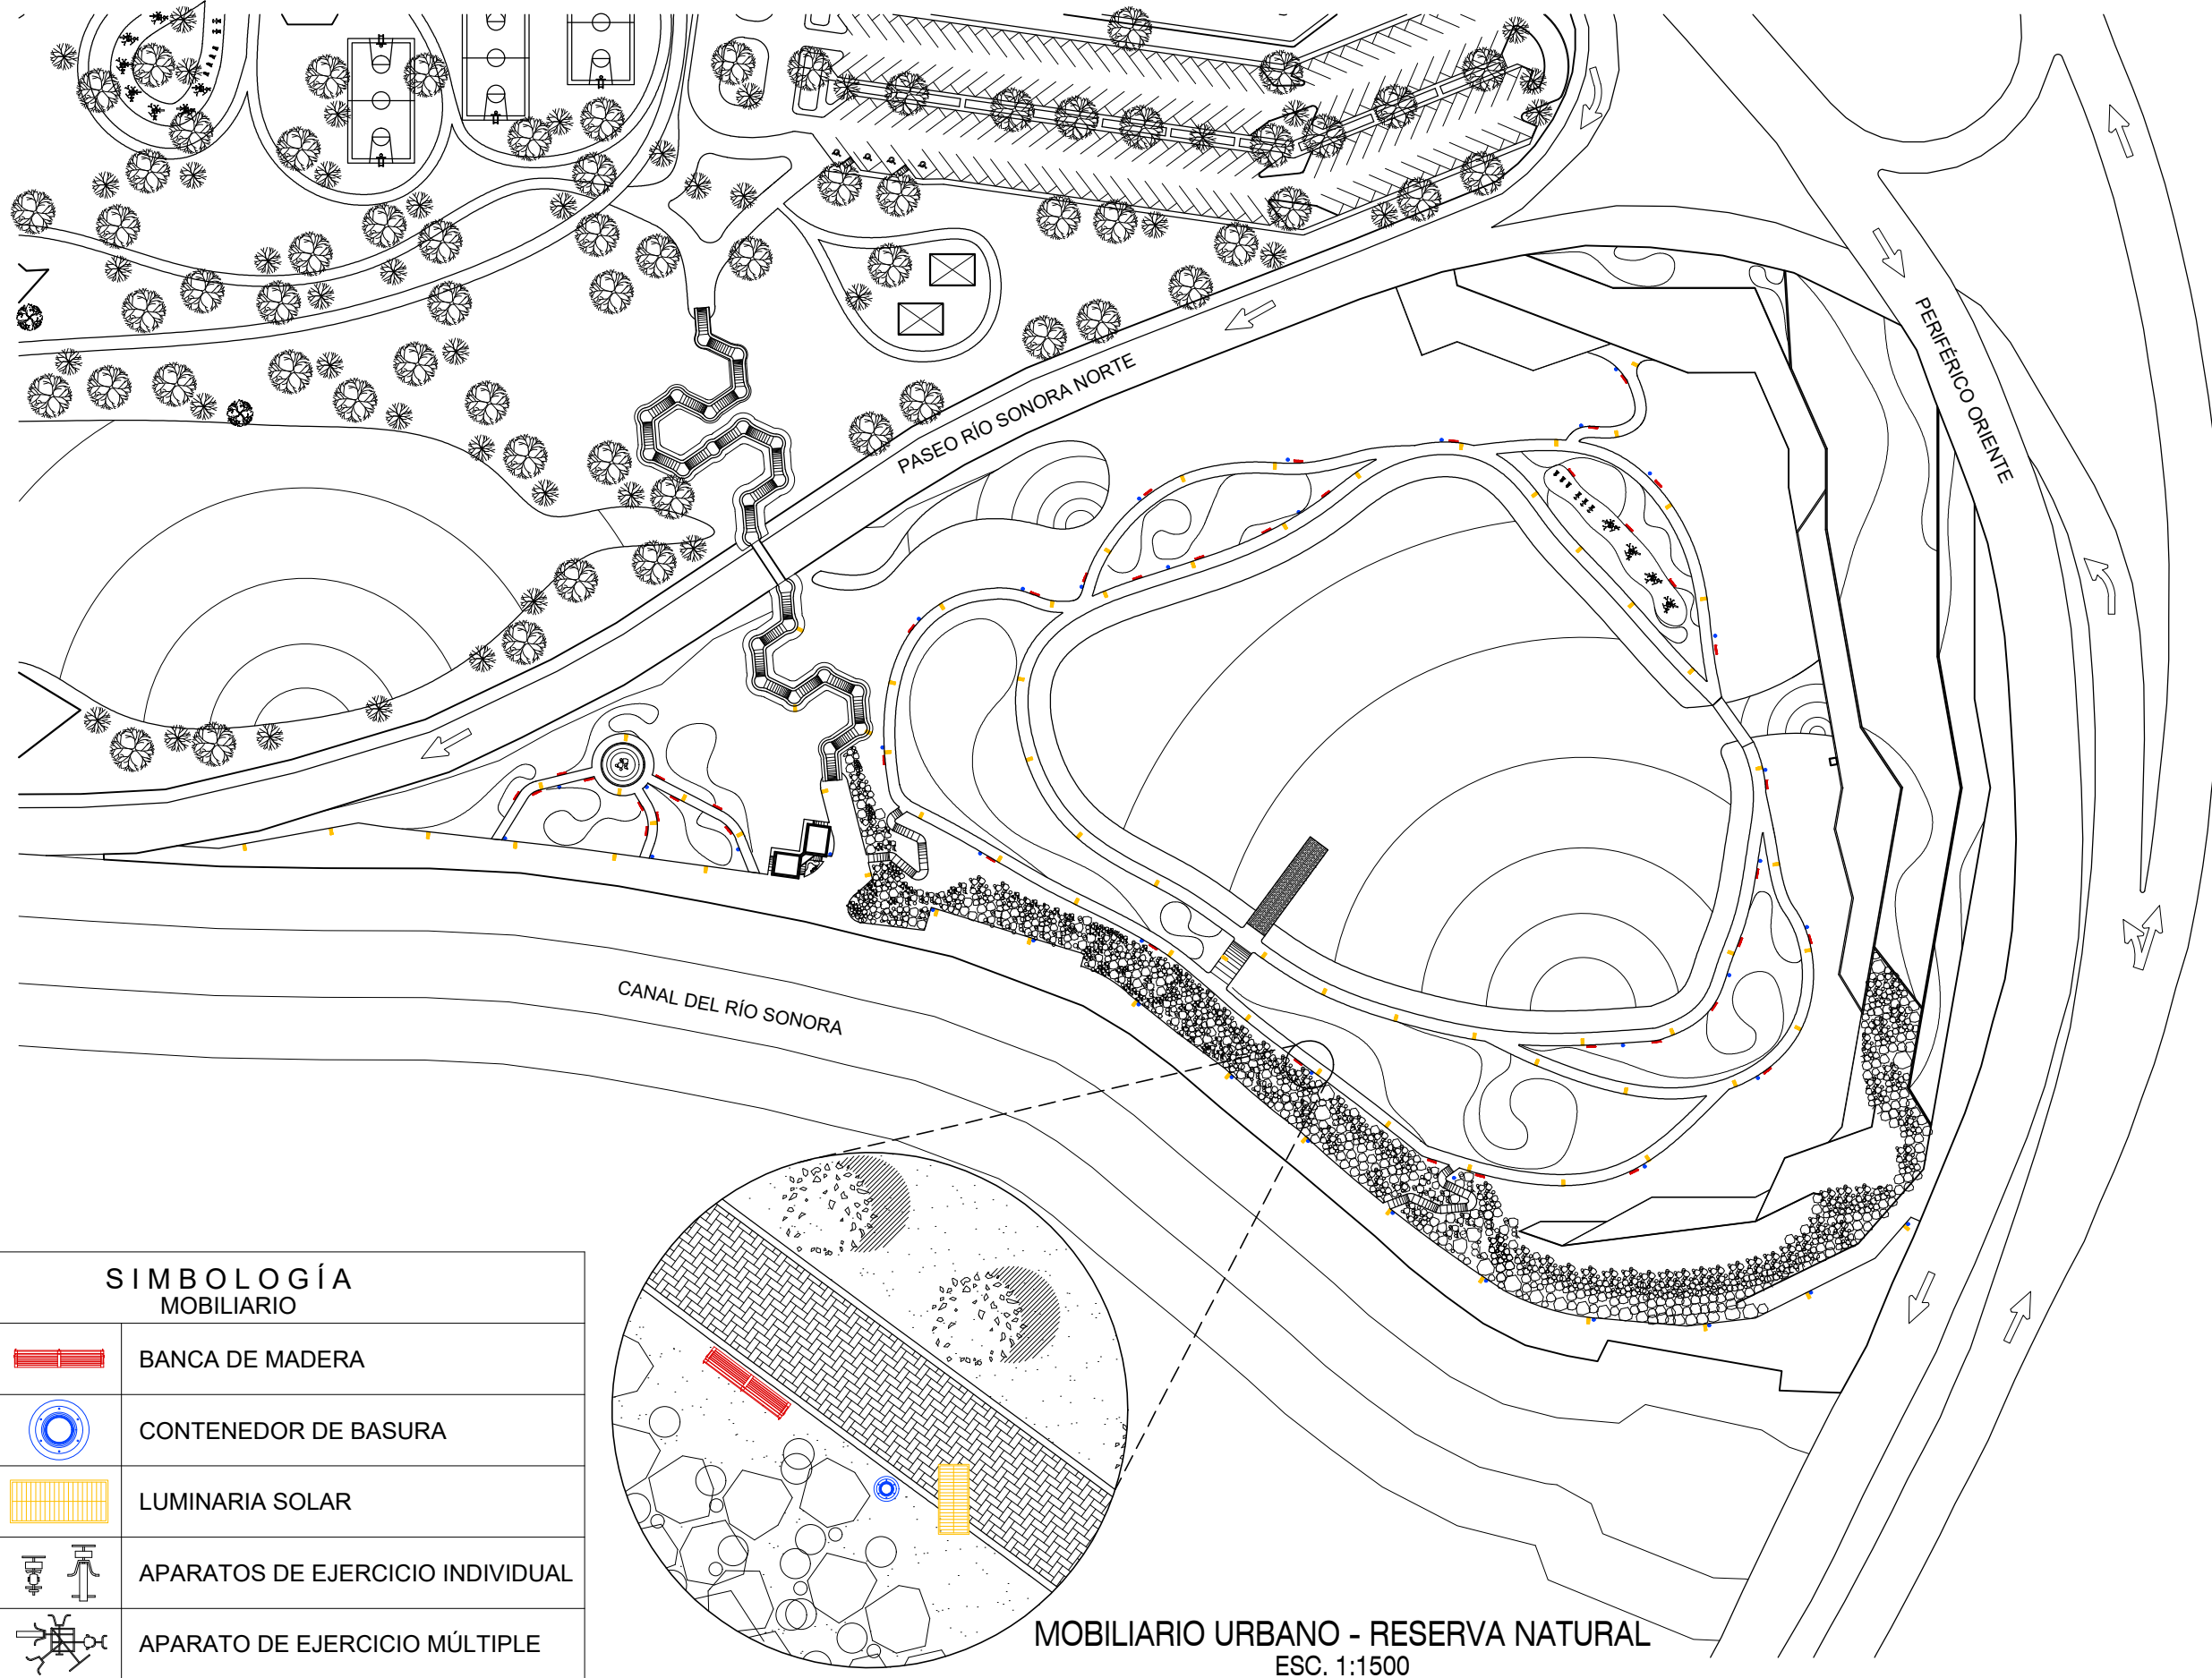 PASEO RÍO SONORA NORTE
PERIFÉRICO ORIENTE
CANAL DEL RÍO SONORA
SIMBOLOGÍA
MOBILIARIO
BANCA DE MADERA
CONTENEDOR DE BASURA
LUMINARIA SOLAR
APARATOS DE EJERCICIO INDIVIDUAL
APARATO DE EJERCICIO MÚLTIPLE
MOBILIARIO URBANO - RESERVA NATURAL
ESC. 1:1500